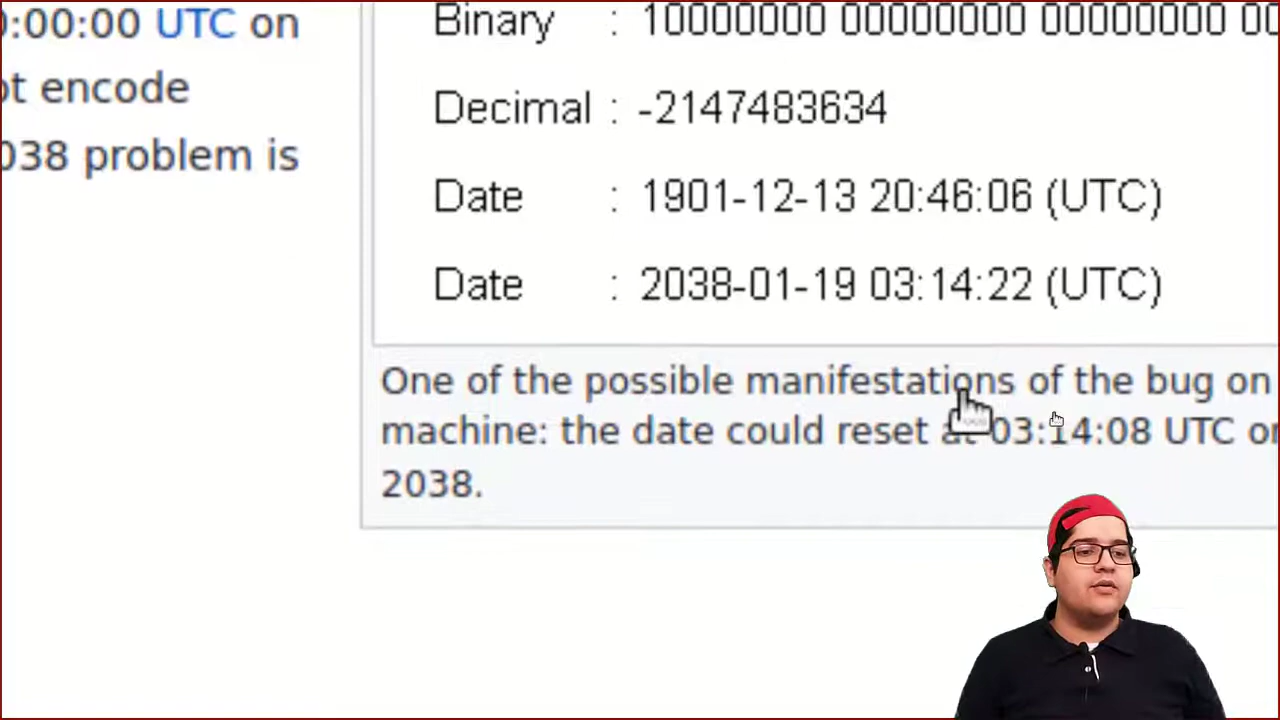 :00:00 UTC on
ot encode
038 problem is
Binary : 10000000 00000000 00000000 00
Decimal : -2147483634
Date : 1901-12-13 20:46:06 (UTC)
Date : 2038-01-19 03:14:22 (UTC)
One of the possible manifestations of the bug on
machine: the date could reset at 03:14:08 UTC on
2038.